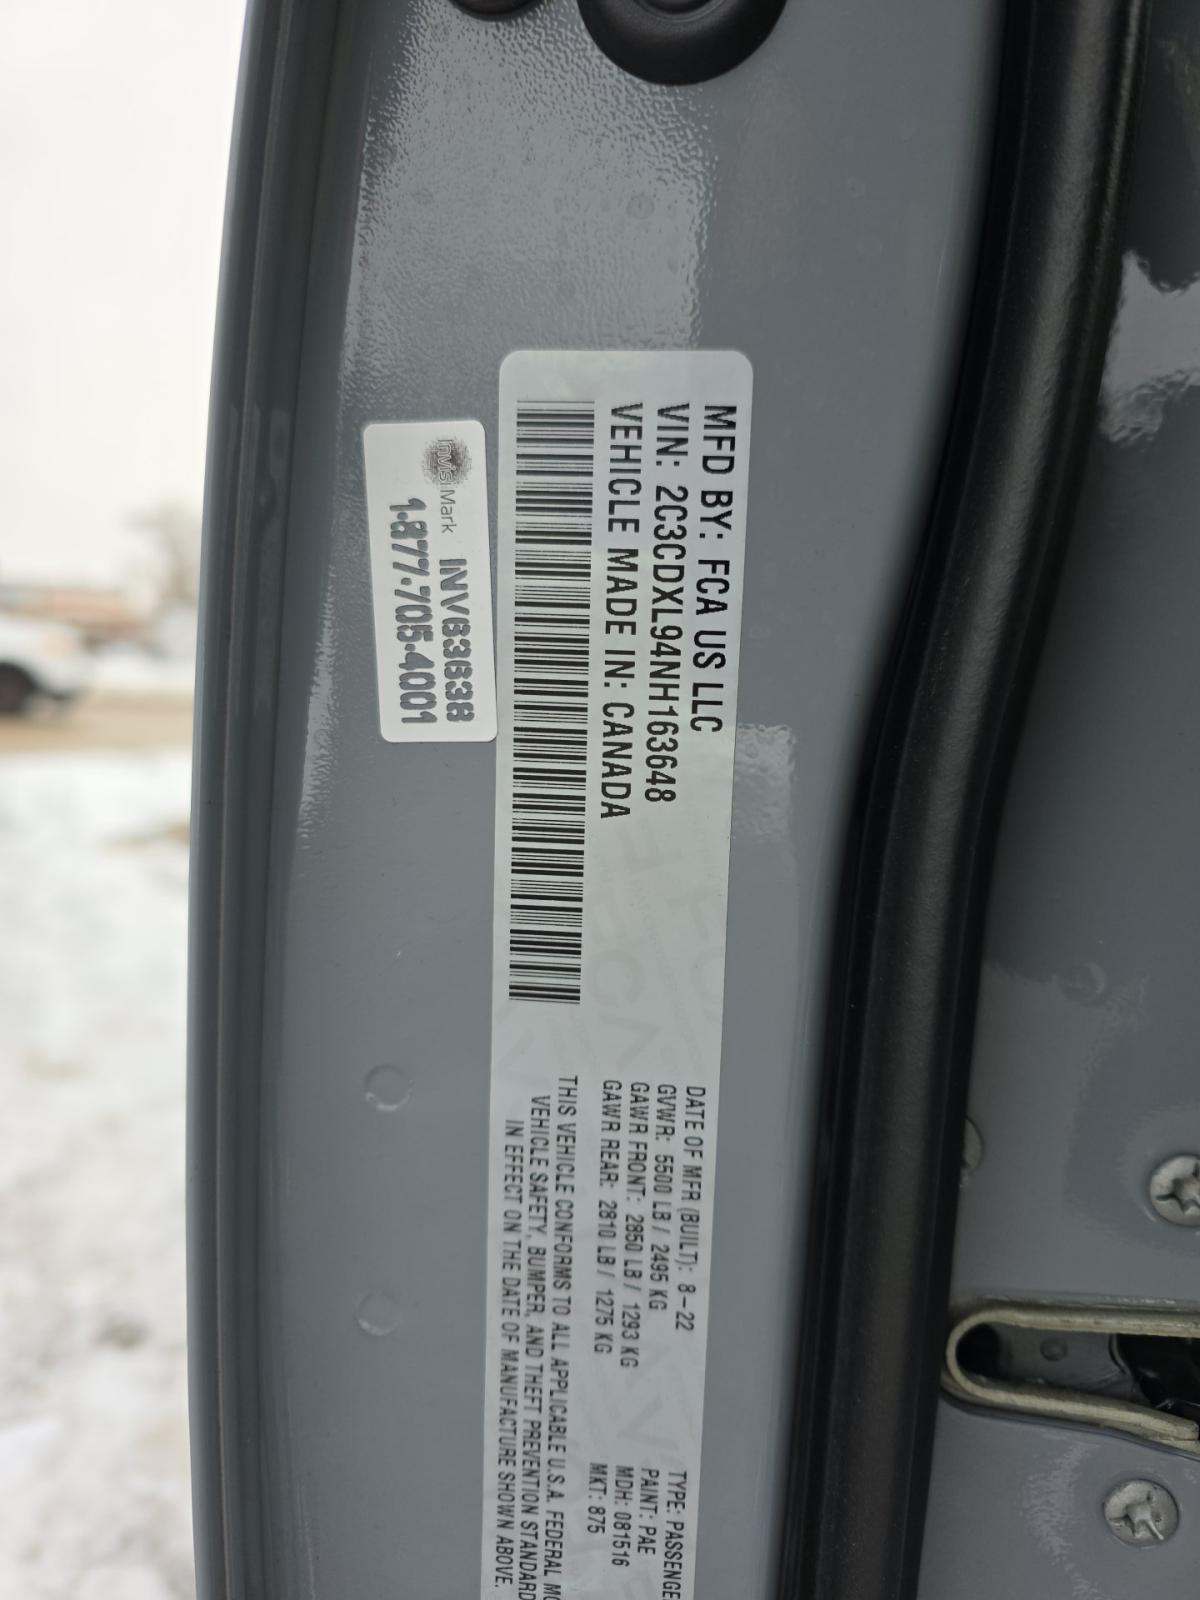 MFD BY: FCA US LLC
VIN: 2C3CDXL94NH163648
VEHICLE MADE IN: CANADA
DATE OF MFR (BUILT): 8-22
GVWR: 5500 LB / 2495 KG
GAWR FRONT: 2850 LB / 1293 KG
GAWR REAR: 2810 LB / 1275 KG
TYPE: PASSENGE
PAINT: PAE
MDH: 081516
MKT: 875
THIS VEHICLE CONFORMS TO ALL APPLICABLE U.S.A. FEDERAL MO
VEHICLE SAFETY, BUMPER, AND THEFT PREVENTION STANDARD
IN EFFECT ON THE DATE OF MANUFACTURE SHOWN ABOVE.
InvisiMark
INV63636
1-877-705-4001